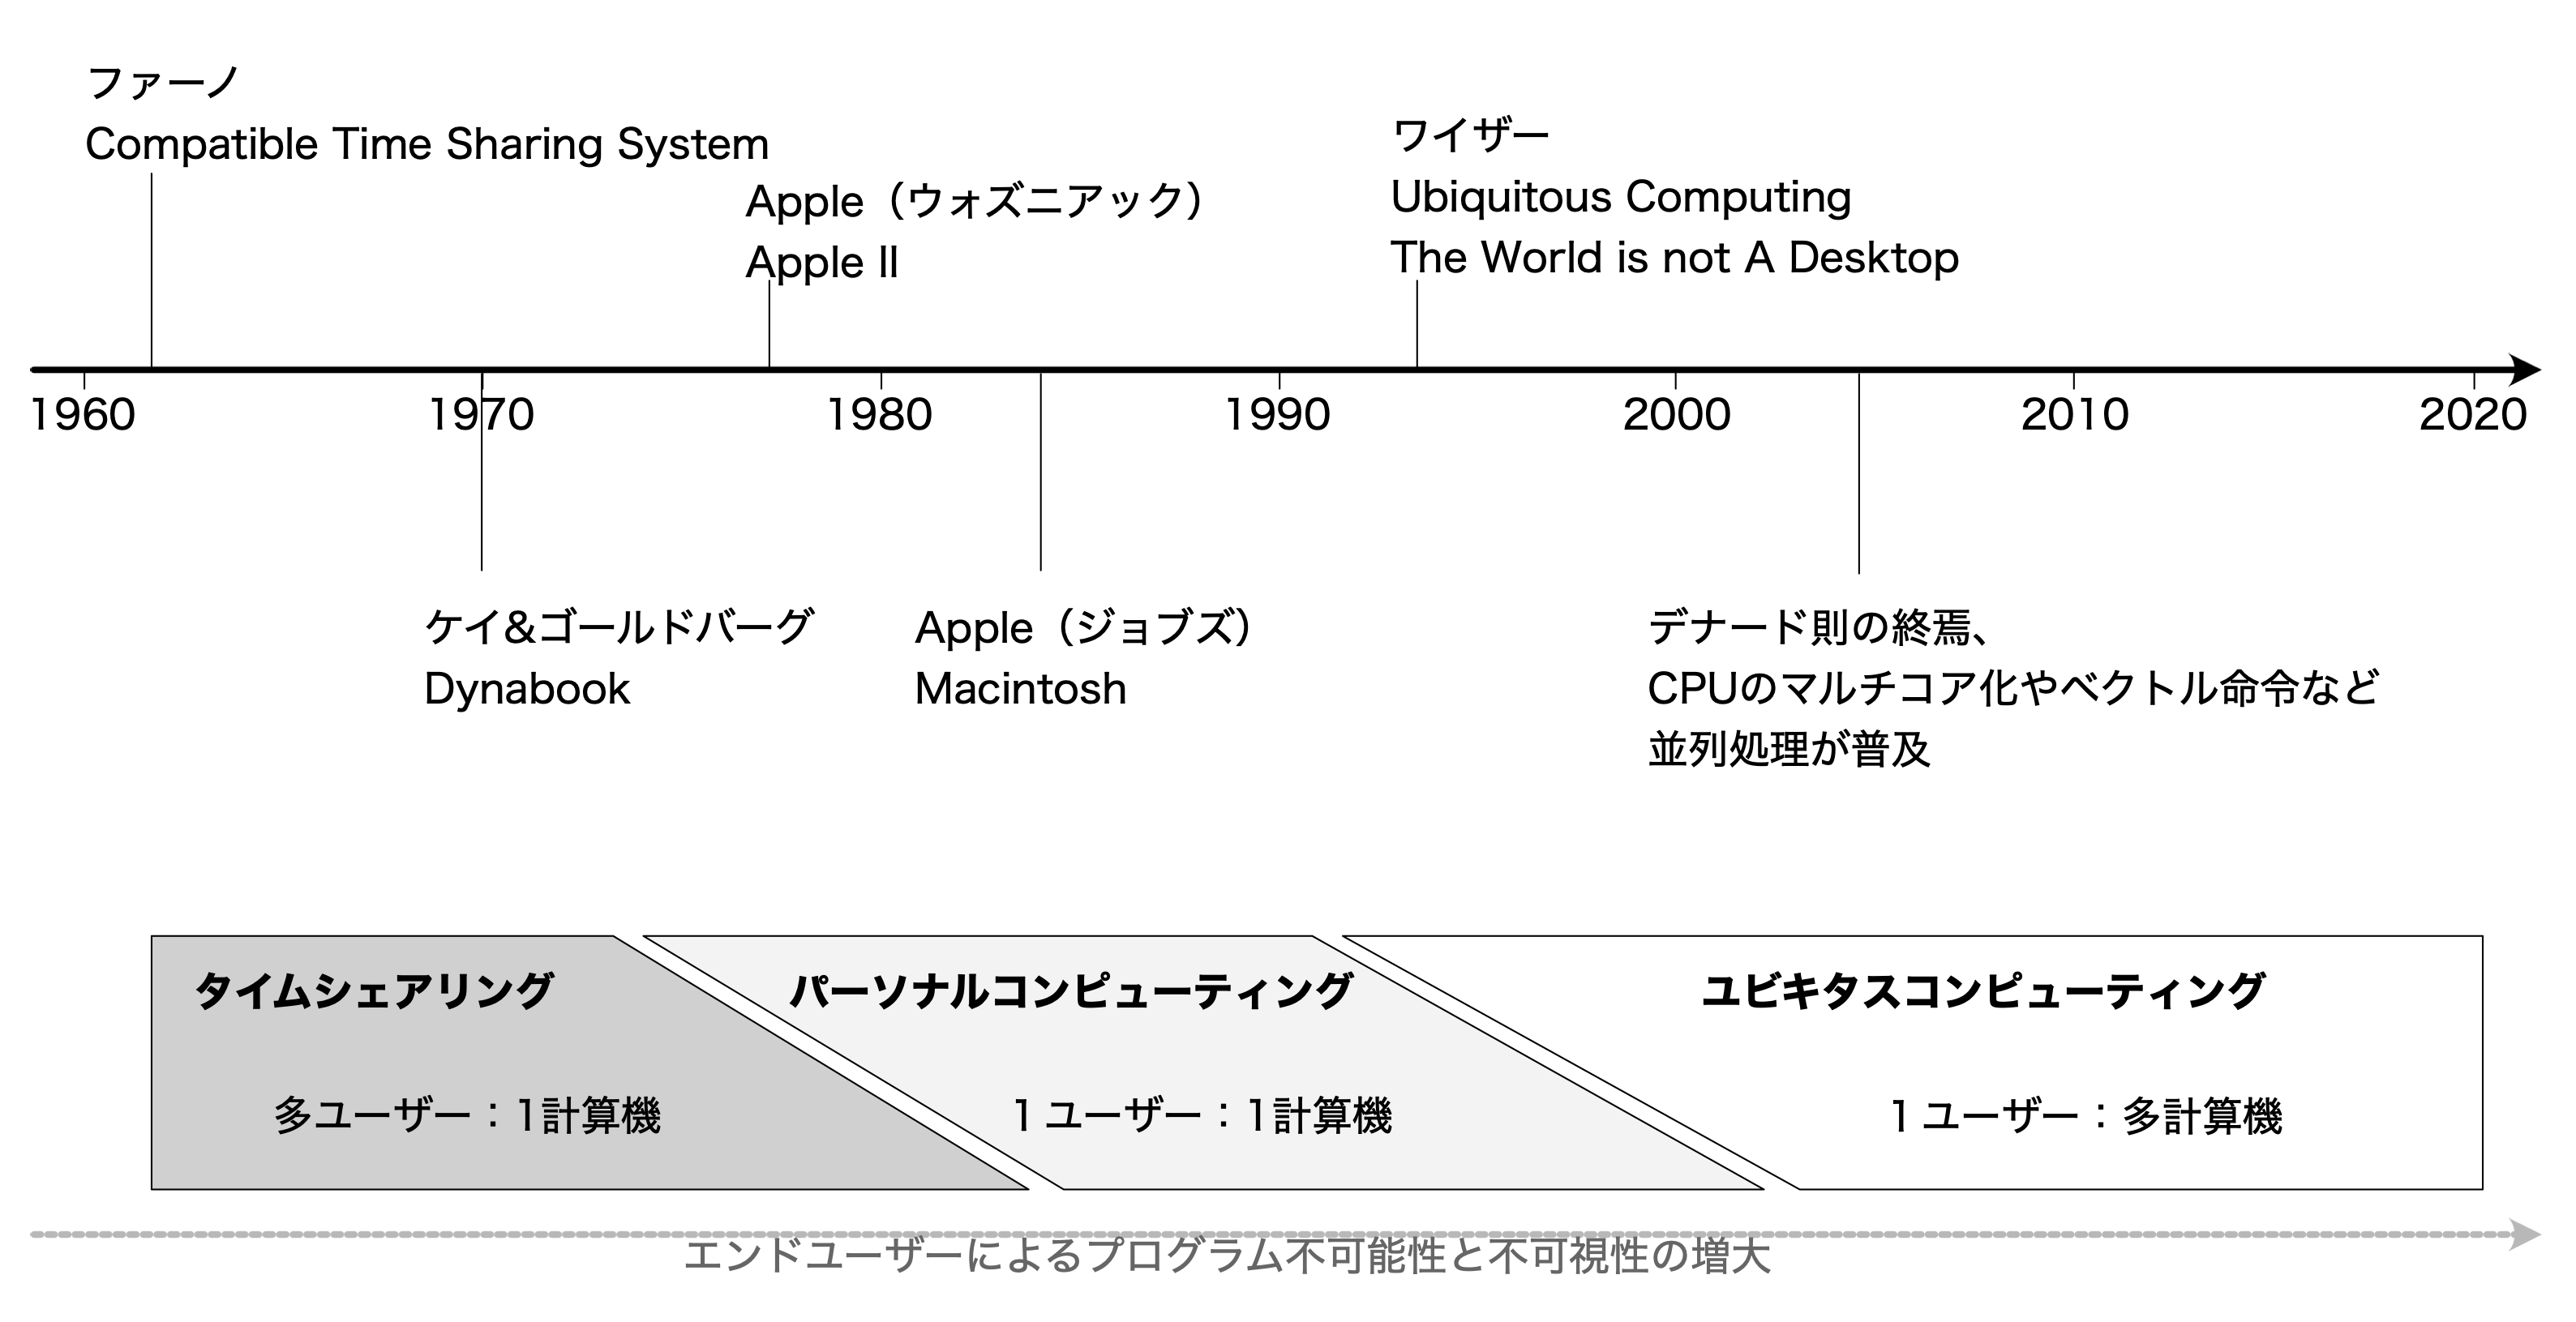 ファーノ
Compatible Time Sharing System
Apple（ウォズニアック）
Apple II
ワイザー
Ubiquitous Computing
The World is not A Desktop
1960
1970
1980
1990
2000
2010
2020
ケイ&ゴールドバーグ
Dynabook
Apple（ジョブズ）
Macintosh
デナード則の終焉、
CPUのマルチコア化やベクトル命令など
並列処理が普及
タイムシェアリング
多ユーザー：1計算機
パーソナルコンピューティング
1 ユーザー：1計算機
ユビキタスコンピューティング
1 ユーザー：多計算機
エンドユーザーによるプログラム不可能性と不可視性の増大